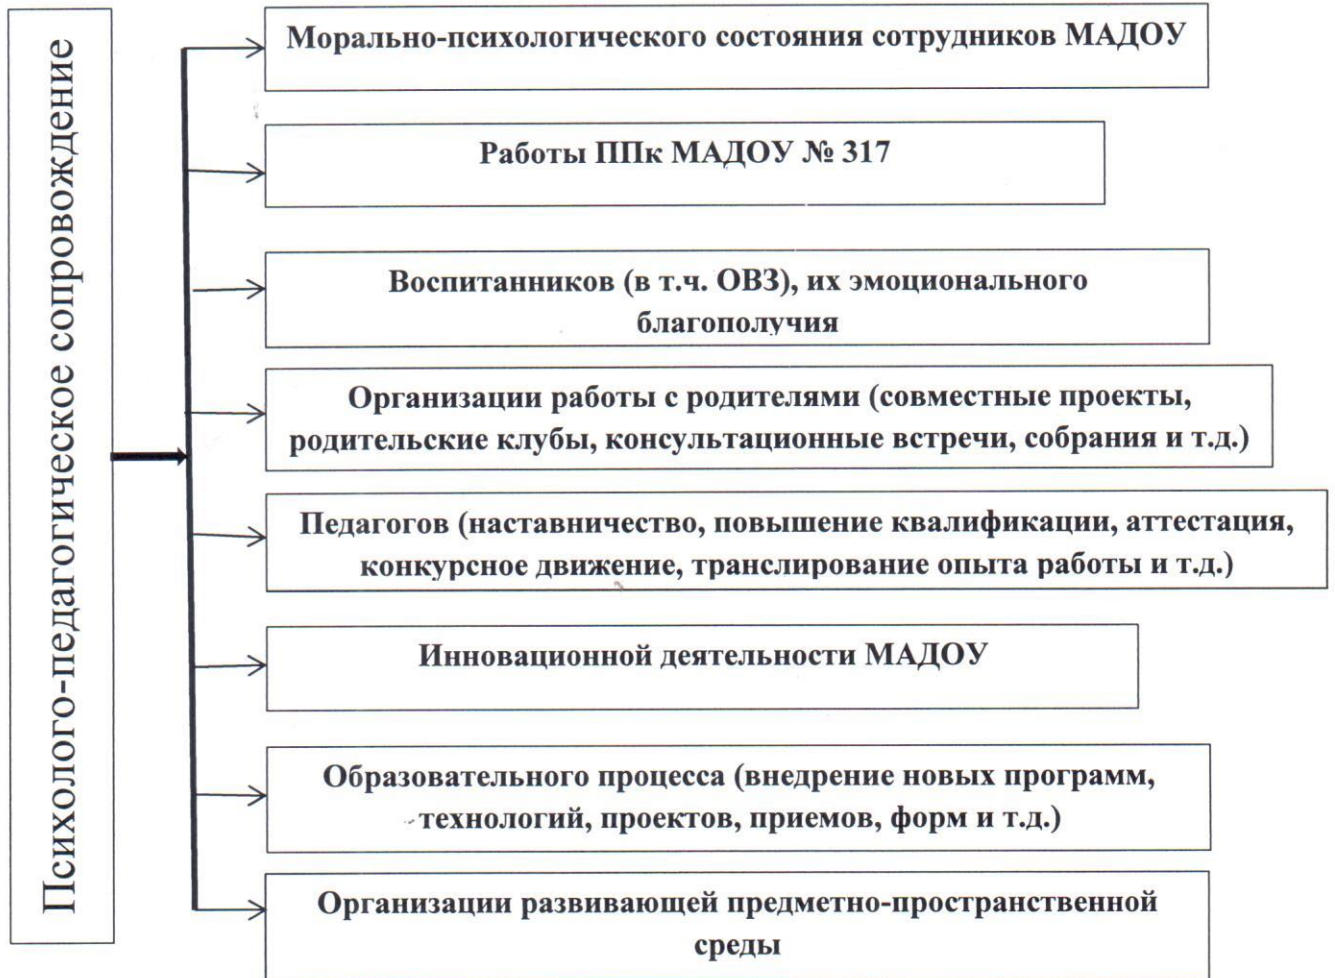 Психолого-педагогическое сопровождение
Морально-психологического состояния сотрудников МАДОУ
Работы ППк МАДОУ № 317
Воспитанников (в т.ч. ОВЗ), их эмоционального
благополучия
Организации работы с родителями (совместные проекты,
родительские клубы, консультационные встречи, собрания и т.д.)
Педагогов (наставничество, повышение квалификации, аттестация,
конкурсное движение, транслирование опыта работы и т.д.)
Инновационной деятельности МАДОУ
Образовательного процесса (внедрение новых программ,
технологий, проектов, приемов, форм и т.д.)
Организации развивающей предметно-пространственной
среды